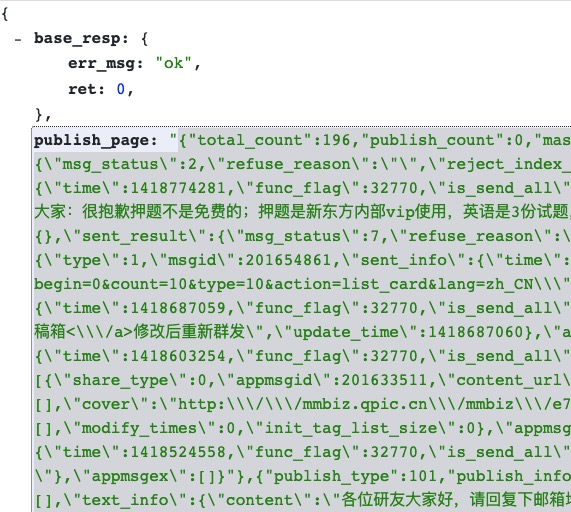 {
- base_resp: {
err_msg: "ok",
ret: 0,
},
publish_page: "{"total_count":196,"publish_count":0,"mas
{\"msg_status\":2,\"refuse_reason\":\"\",\"reject_index_
{\"time\":1418774281,\"func_flag\":32770,\"is_send_all\"
大家：很抱歉押题不是免费的；押题是新东方内部vip使用，英语是3份试题，
{},\"sent_result\":{\"msg_status\":7,\"refuse_reason\":\
{\"type\":1,\"msgid\":201654861,\"sent_info\":{\"time\":
begin=0&count=10&type=10&action=list_card&lang=zh_CN\\\"
{\"time\":1418687059,\"func_flag\":32770,\"is_send_all\"
稿箱<\\\/a>修改后重新群发\",\"update_time\":1418687060},\"a
{\"time\":1418603254,\"func_flag\":32770,\"is_send_all\"
[{\"share_type\":0,\"appmsgid\":201633511,\"content_url\
[],\"cover\":\"http:\\\/\\\/mmbiz.qpic.cn\\\/mmbiz\\\/e7
[],\"modify_times\":0,\"init_tag_list_size\":0},\"appmsg
{\"time\":1418524558,\"func_flag\":32770,\"is_send_all\"
\"},\"appmsgex\":[]}"},{"publish_type":101,"publish_info
[],\"text_info\":{\"content\":\"各位研友大家好，请回复下邮箱地